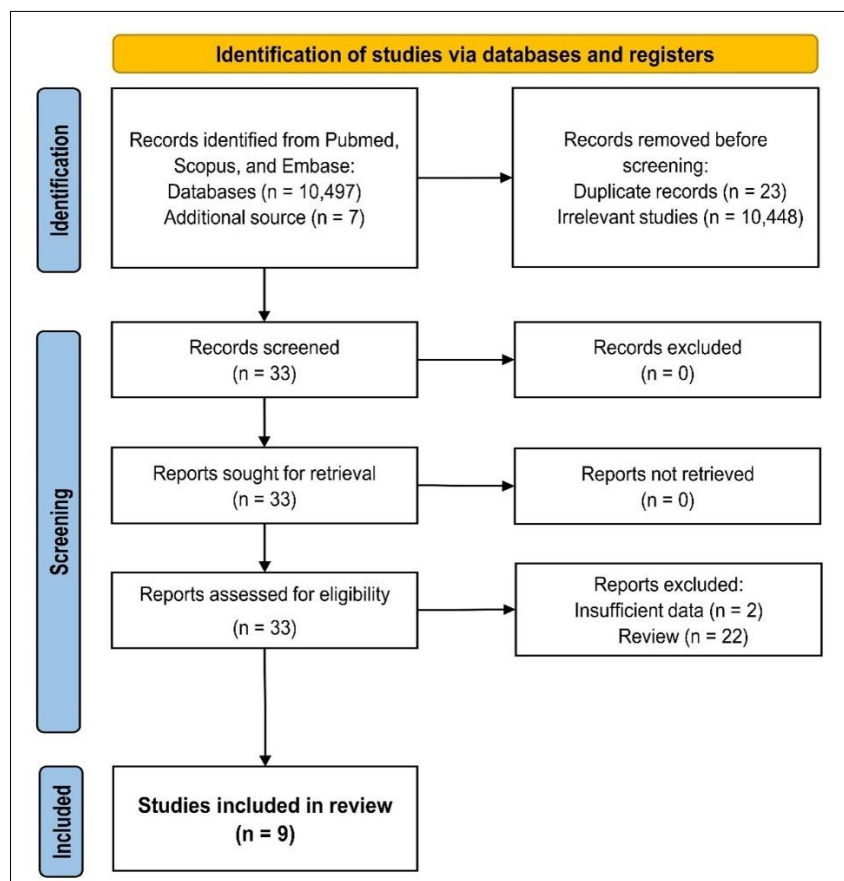 Identification of studies via databases and registers
Identification
Records identified from Pubmed,
Scopus, and Embase:
Databases (n = 10,497)
Additional source (n = 7)
Records removed before
screening:
Duplicate records (n = 23)
Irrelevant studies (n = 10,448)
Screening
Records screened
(n = 33)
Records excluded
(n = 0)
Reports sought for retrieval
(n = 33)
Reports not retrieved
(n = 0)
Reports assessed for eligibility
(n = 33)
Reports excluded:
Insufficient data (n = 2)
Review (n = 22)
Included
Studies included in review
(n = 9)